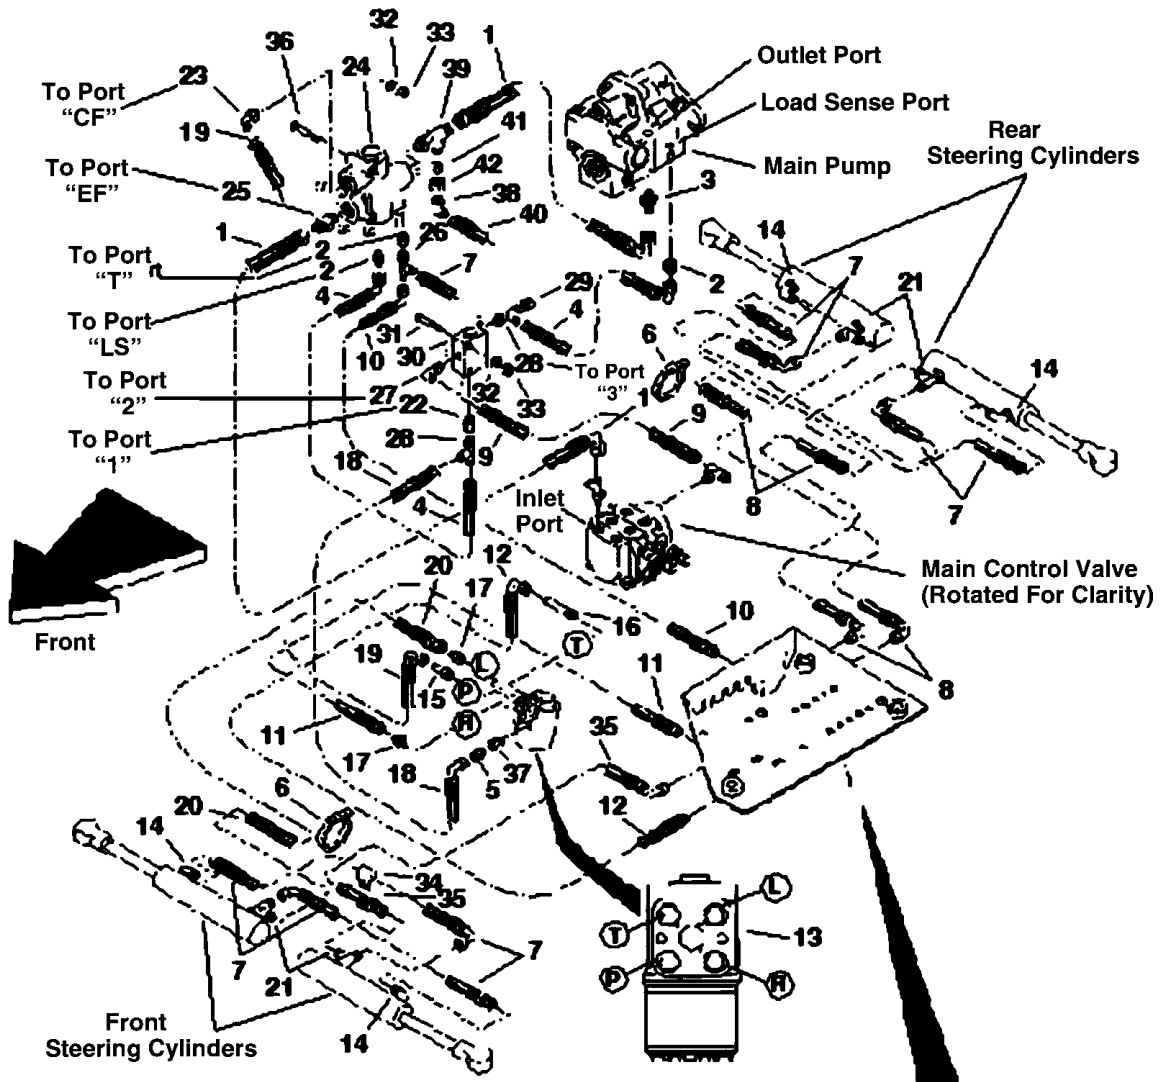 32
33
1
36
39
Outlet Port
23
24
To Port
“CF”
Load Sense Port
19
41
Rear
Steering Cylinders
42
Main Pump
To Port
“EF”
25
38
3
40
1
26
14
2
7
To Port
“T”
2
7
2
21
4
29
4
6
To Port
“LS”
31
10
30
28
To Port
“3”
14
To Port
“2”
27
32
33
1
22
9
To Port
“1”
28
9
18
8
7
Inlet
Port
4
12
20
17
Main Control Valve
(Rotated For Clarity)
Front
16
T
10
19
L
11
15
P
H
8
11
17
35
18
5
37
6
12
20
14
34
35
L
T
13
7
7
P
H
21
Front
Steering Cylinders
14